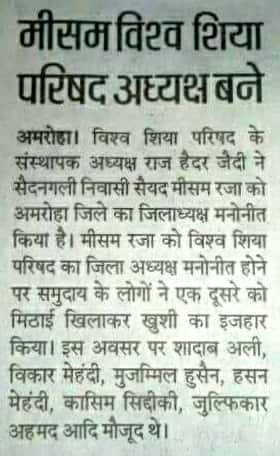 मीसम विश्व शिया
परिषद अध्यक्ष बने
अमरोहा। विश्व शिया परिषद के
संस्थापक अध्यक्ष राज हैदर जैदी ने
सैदनगली निवासी सैयद मीसम रजा को
अमरोहा जिले का जिलाध्यक्ष मनोनीत
किया है। मीसम रजा को विश्व शिया
परिषद का जिला अध्यक्ष मनोनीत होने
पर समुदाय के लोगों ने एक दूसरे को
मिठाई खिलाकर खुशी का इजहार
किया। इस अवसर पर शादाब अली,
विकार मेहंदी, मुजम्मिल हुसैन, हसन
मेहंदी, कासिम सिद्दीकी, जुल्फिकार
अहमद आदि मौजूद थे।